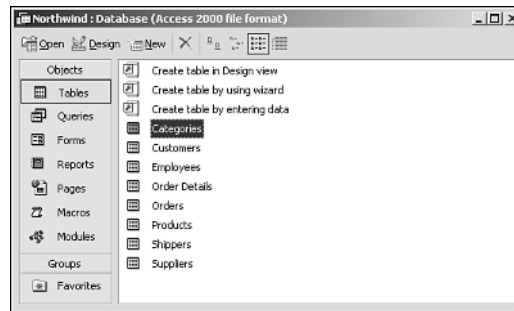 Northwind : Database (Access 2000 file format)
Open Design New
Objects
Tables
Queries
Forms
Reports
Pages
Macros
Modules
Groups
Favorites
Create table in Design view
Create table by using wizard
Create table by entering data
Categories
Customers
Employees
Order Details
Orders
Products
Shippers
Suppliers